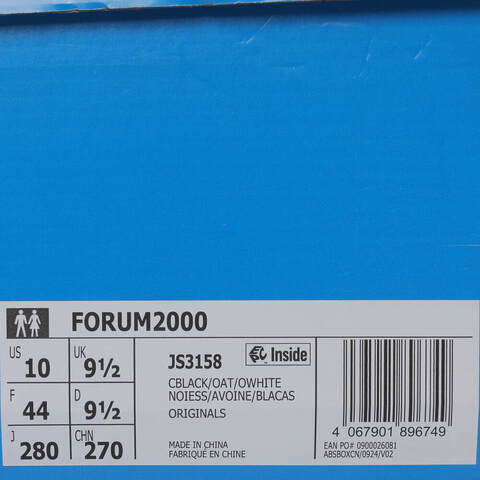 FORUM2000
US 10 UK 9½
F 44 D 9½
J 280 CHN 270
JS3158
Inside
CBLACK/OAT/OWHITE
NOIESS/AVOINE/BLACAS
ORIGINALS
MADE IN CHINA
FABRIQUÉ EN CHINE
4 067901 896749
EAN PO# 0900026081
ABSBOXCN/0924/V02